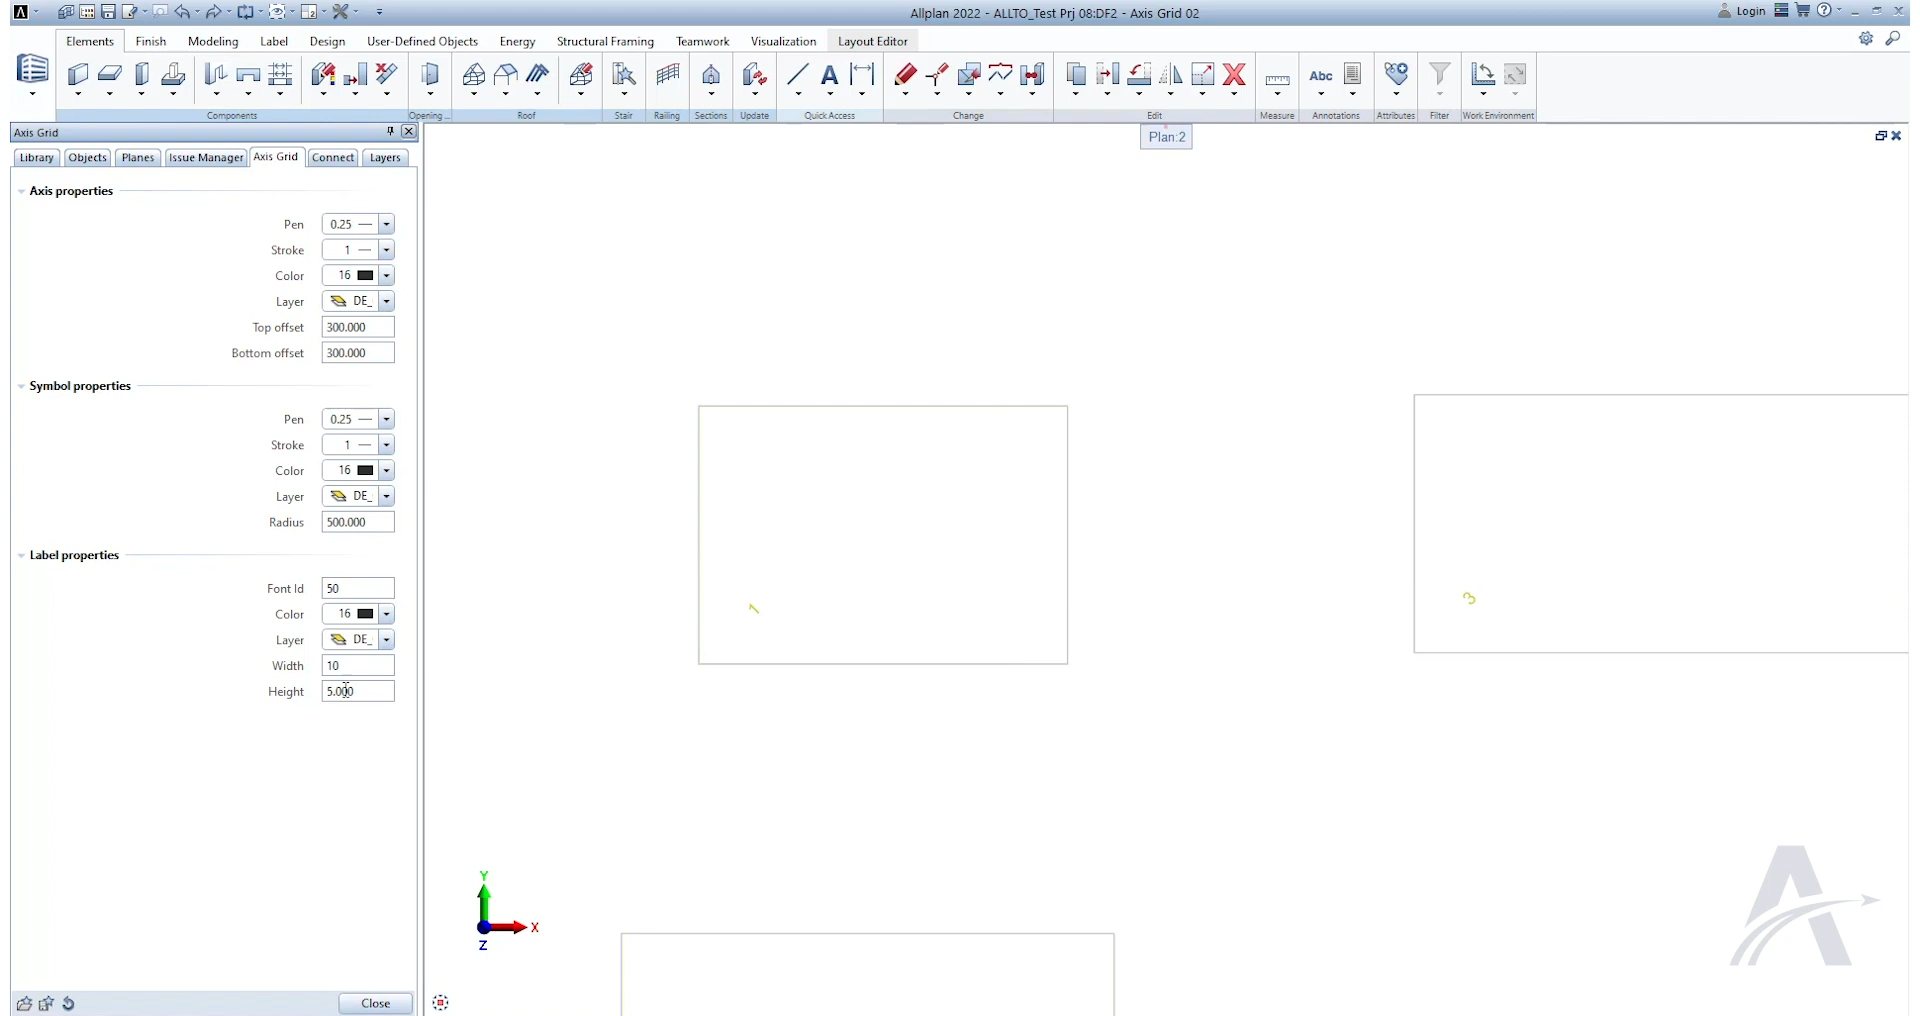 Allplan 2022 - ALLTO_Test Prj 08:DF2 - Axis Grid 02
Login
Elements Finish Modeling Label Design User-Defined Objects Energy Structural Framing Teamwork Visualization Layout Editor
A Abc
Components Opening ... Roof Stair Railing Sections Update Quick Access Change Edit Measure Annotations Attributes Filter Work Environment
Axis Grid
Plan:2
Library Objects Planes Issue Manager Axis Grid Connect Layers
Axis properties
Pen 0.25
Stroke 1
Color 16
Layer DE_
Top offset 300.000
Bottom offset 300.000
Symbol properties
Pen 0.25
Stroke 1
Color 16
Layer DE_
Radius 500.000
Label properties
Font Id 50
Color 16
Layer DE_
Width 10
Height 5.000
1
3
Y
X
Z
Close